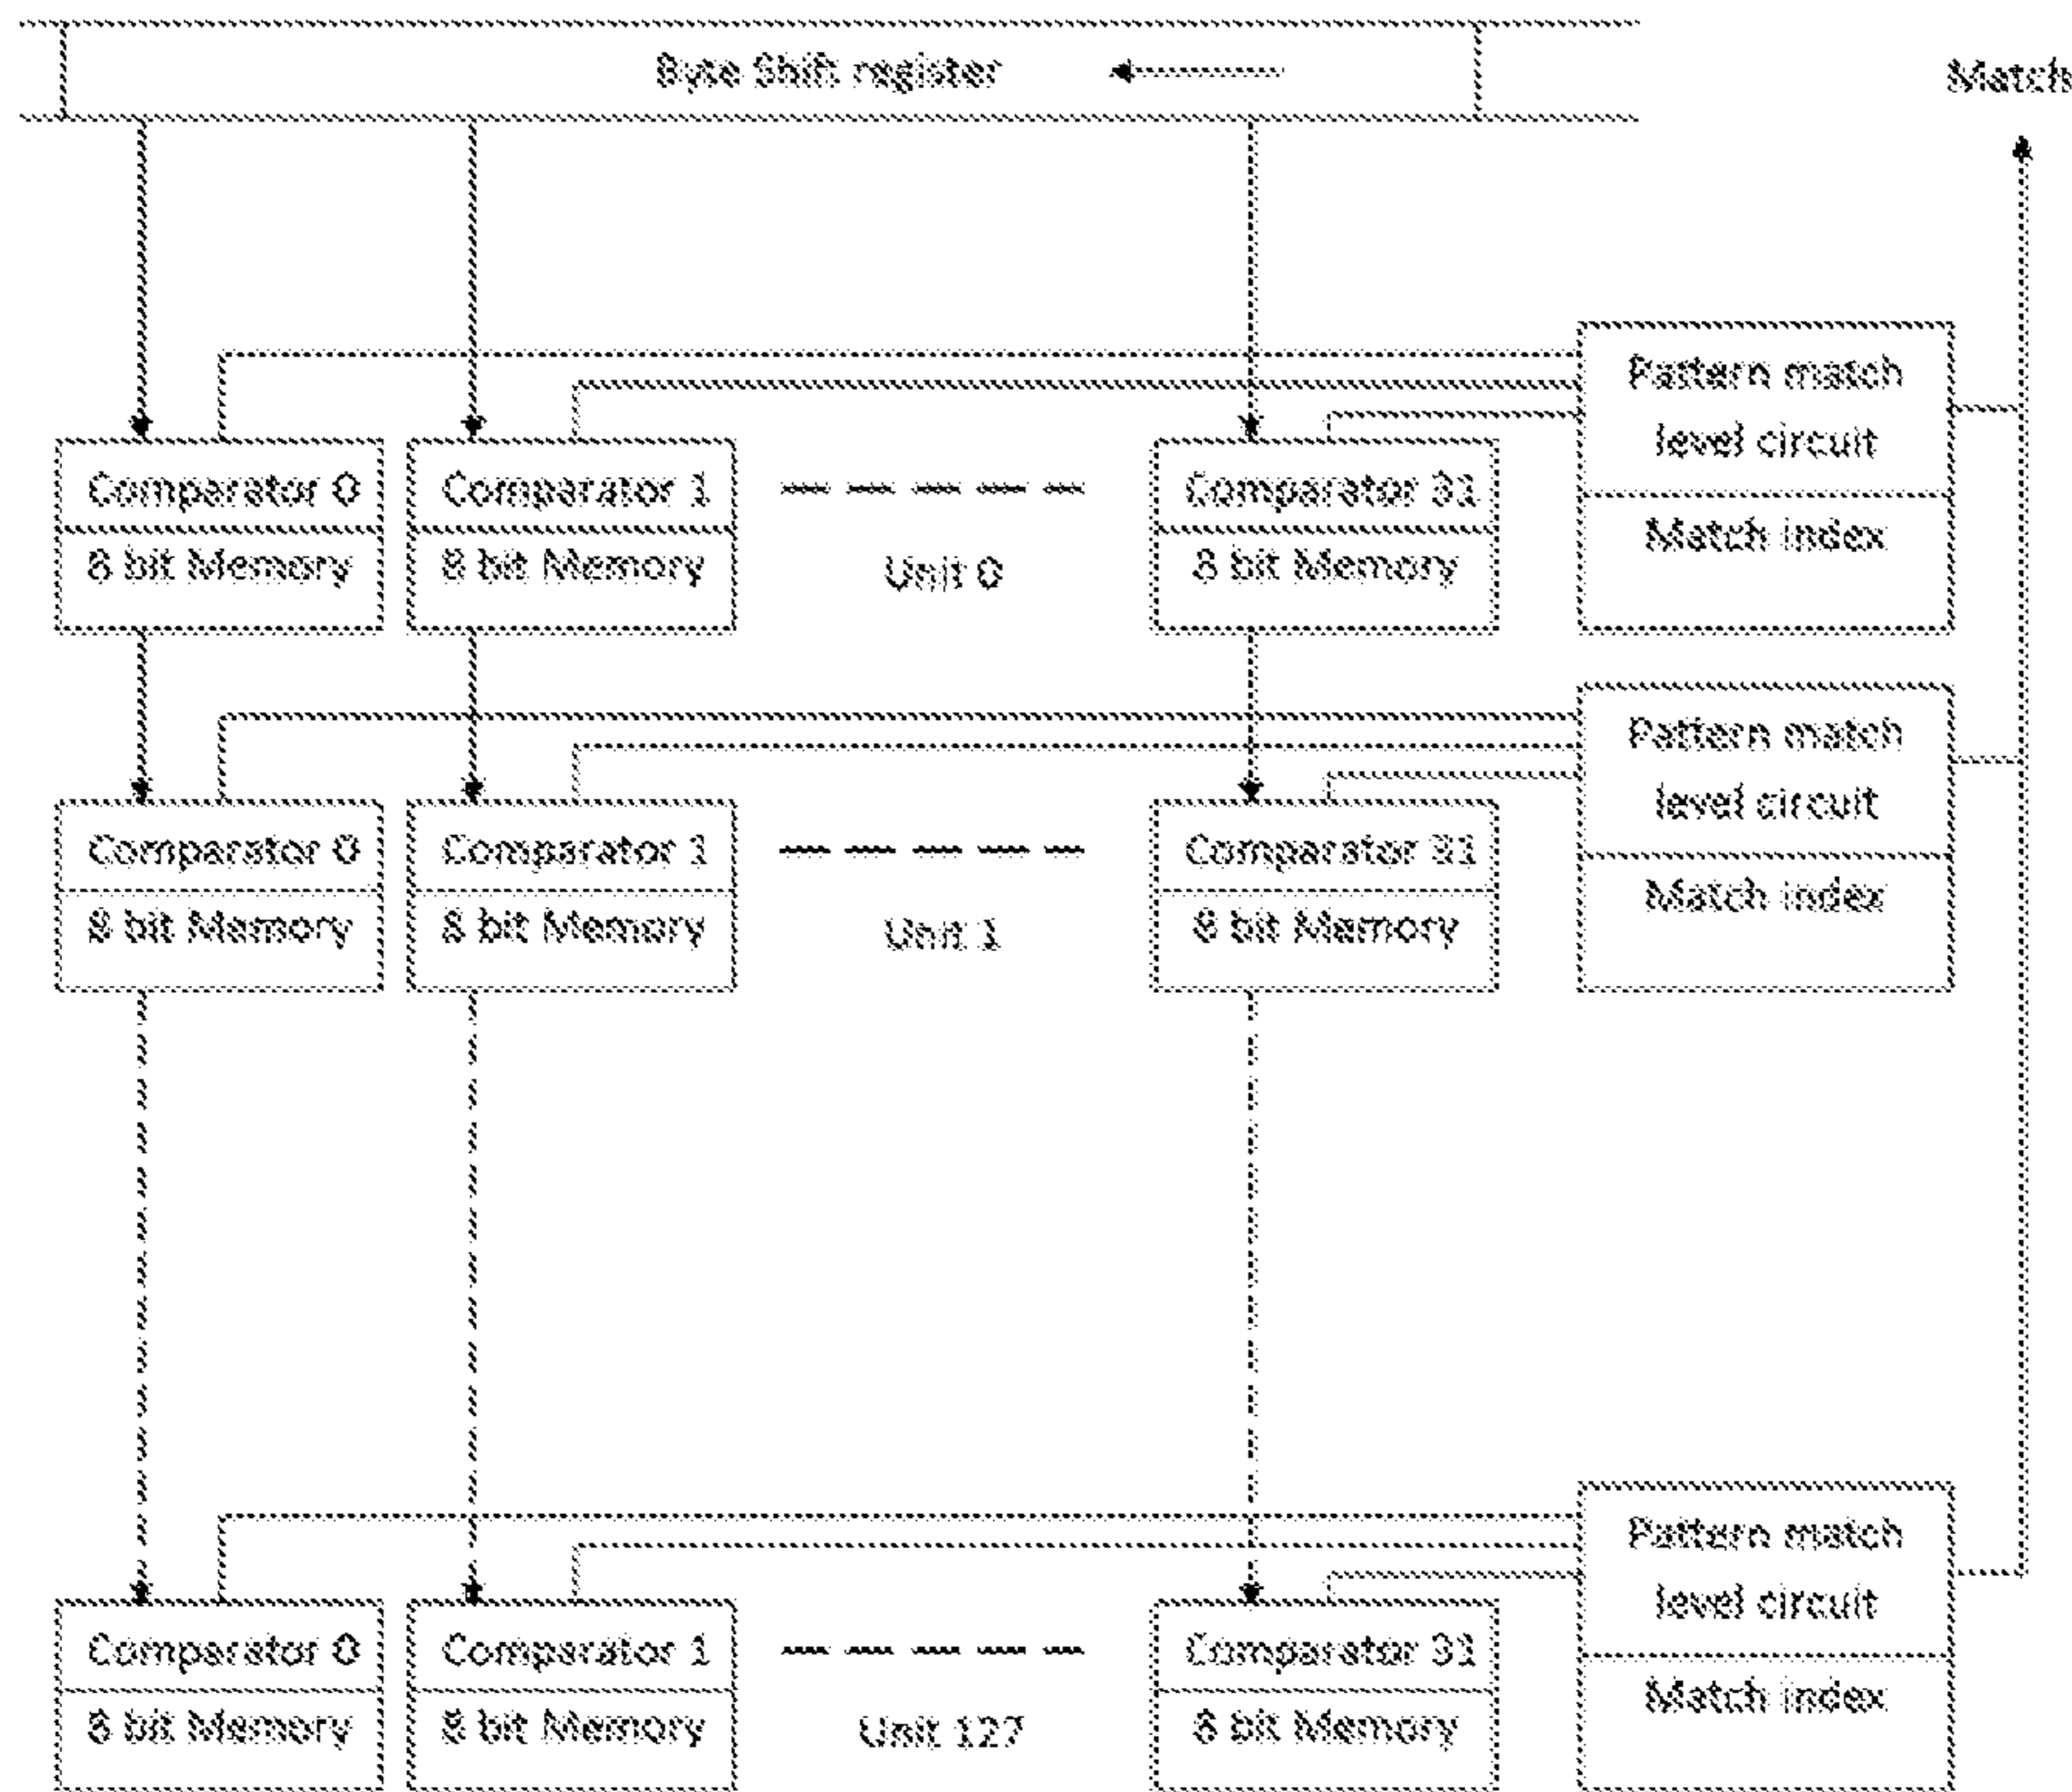 Byte Shift register
Match
Pattern match
level circuit
Match index
Comparator 0
Comparator 1
Comparator 31
8 bit Memory
8 bit Memory
Unit 0
8 bit Memory
Pattern match
level circuit
Match index
Comparator 0
Comparator 1
Comparator 31
8 bit Memory
8 bit Memory
Unit 1
8 bit Memory
Pattern match
level circuit
Match index
Comparator 0
Comparator 1
Comparator 31
8 bit Memory
8 bit Memory
Unit 127
8 bit Memory